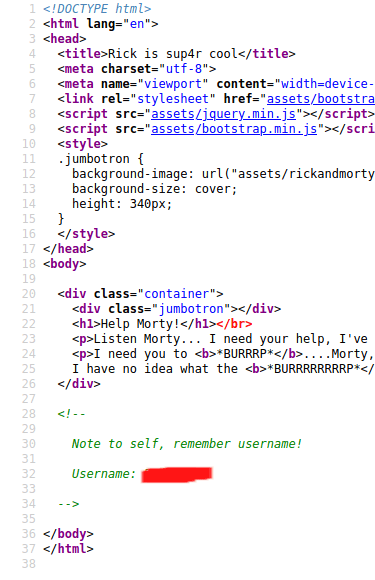 1 <!DOCTYPE html>
2 <html lang="en">
3 <head>
4 <title>Rick is sup4r cool</title>
5 <meta charset="utf-8">
6 <meta name="viewport" content="width=device-
7 <link rel="stylesheet" href="assets/bootstra
8 <script src="assets/jquery.min.js"></script>
9 <script src="assets/bootstrap.min.js"></scri
10 <style>
11 .jumbotron {
12 background-image: url("assets/rickandmorty
13 background-size: cover;
14 height: 340px;
15 }
16 </style>
17 </head>
18 <body>
19
20 <div class="container">
21 <div class="jumbotron"></div>
22 <h1>Help Morty!</h1></br>
23 <p>Listen Morty... I need your help, I've
24 <p>I need you to <b>*BURRRP*</b>....Morty,
25 I have no idea what the <b>*BURRRRRRRRP*</
26 </div>
27
28 <!--
29
30 Note to self, remember username!
31
32 Username:
33
34 -->
35
36 </body>
37 </html>
38